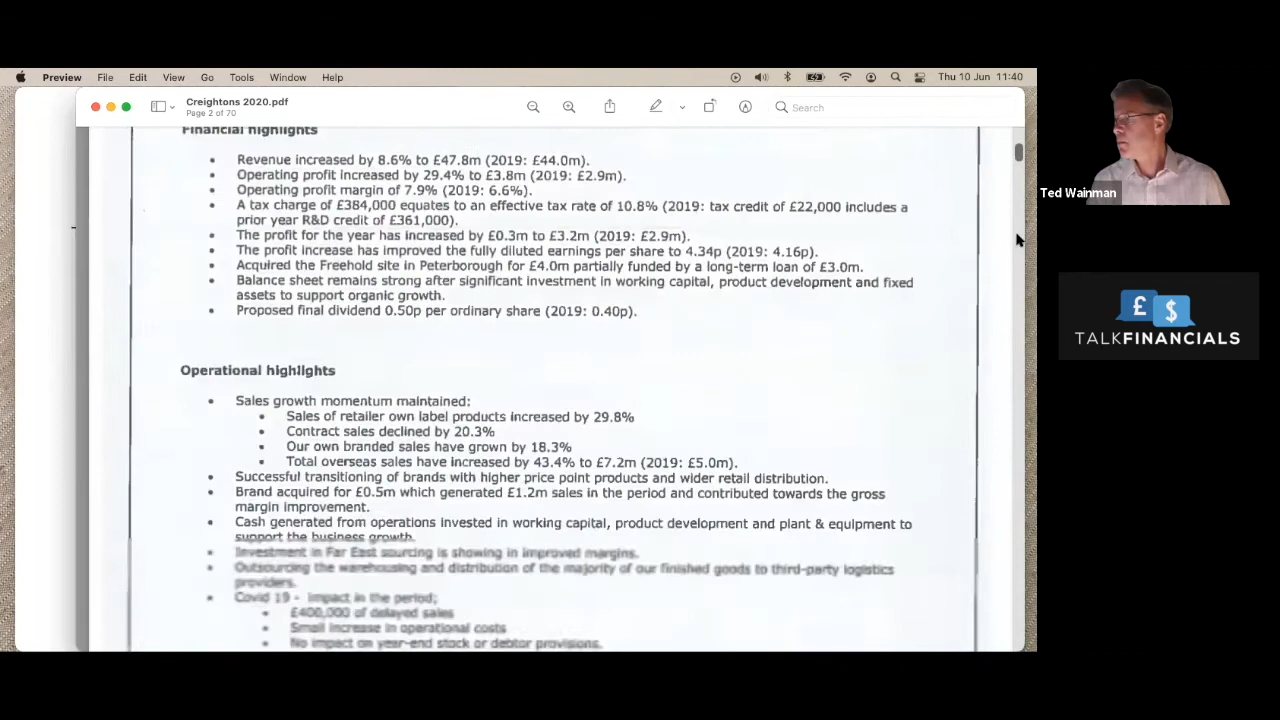 Preview File Edit View Go Tools Window Help Thu 10 Jun 11:40
Creightons 2020.pdf
Page 2 of 70
Search
Financial highlights
• Revenue increased by 8.6% to £47.8m (2019: £44.0m).
• Operating profit increased by 29.4% to £3.8m (2019: £2.9m).
• Operating profit margin of 7.9% (2019: 6.6%).
• A tax charge of £384,000 equates to an effective tax rate of 10.8% (2019: tax credit of £22,000 includes a
prior year R&D credit of £361,000).
• The profit for the year has increased by £0.3m to £3.2m (2019: £2.9m).
• The profit increase has improved the fully diluted earnings per share to 4.34p (2019: 4.16p).
• Acquired the Freehold site in Peterborough for £4.0m partially funded by a long-term loan of £3.0m.
• Balance sheet remains strong after significant investment in working capital, product development and fixed
assets to support organic growth.
• Proposed final dividend 0.50p per ordinary share (2019: 0.40p).
Operational highlights
• Sales growth momentum maintained:
• Sales of retailer own label products increased by 29.8%
• Contract sales declined by 20.3%
• Our own branded sales have grown by 18.3%
• Total overseas sales have increased by 43.4% to £7.2m (2019: £5.0m).
• Successful transitioning of brands with higher price point products and wider retail distribution.
• Brand acquired for £0.5m which generated £1.2m sales in the period and contributed towards the gross
margin improvement.
• Cash generated from operations invested in working capital, product development and plant & equipment to
support the business growth.
• Investment in Far East sourcing is showing in improved margins.
• Outsourcing the warehousing and distribution of the majority of our finished goods to third-party logistics
providers.
• Covid 19 - impact in the period;
• £400,000 of delayed sales
• Small increase in operational costs
• No impact on year-end stock or debtor provisions.
Ted Wainman
£ $
TALKFINANCIALS